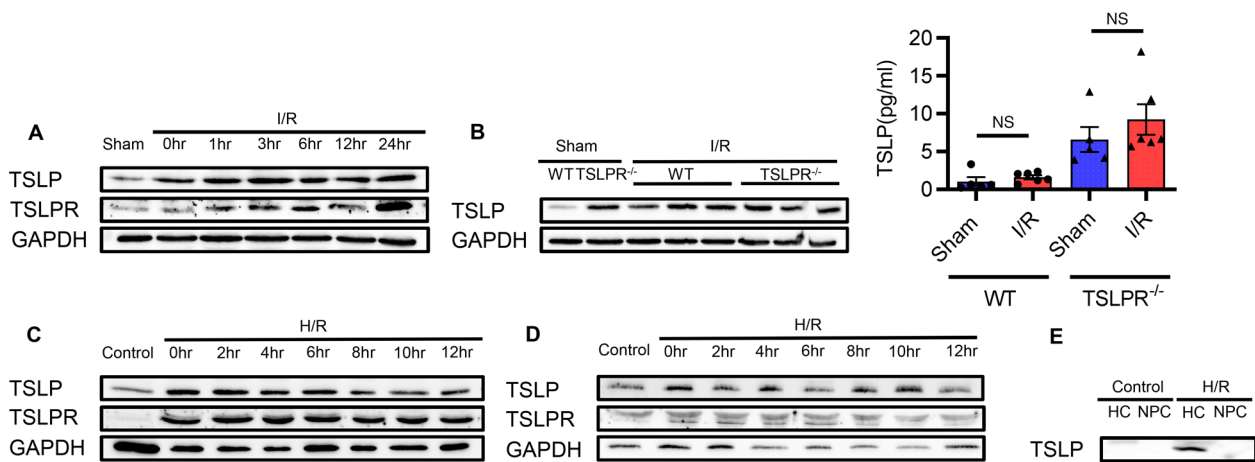 A
I/R
Sham 0hr 1hr 3hr 6hr 12hr 24hr
TSLP
TSLPR
GAPDH
B
Sham I/R
WT TSLPR-/- WT TSLPR-/-
TSLP
GAPDH
TSLP(pg/ml)
20
15
10
5
0
NS
NS
Sham I/R Sham I/R
WT TSLPR-/-
C
H/R
Control 0hr 2hr 4hr 6hr 8hr 10hr 12hr
TSLP
TSLPR
GAPDH
D
H/R
Control 0hr 2hr 4hr 6hr 8hr 10hr 12hr
TSLP
TSLPR
GAPDH
E
Control H/R
HC NPC HC NPC
TSLP